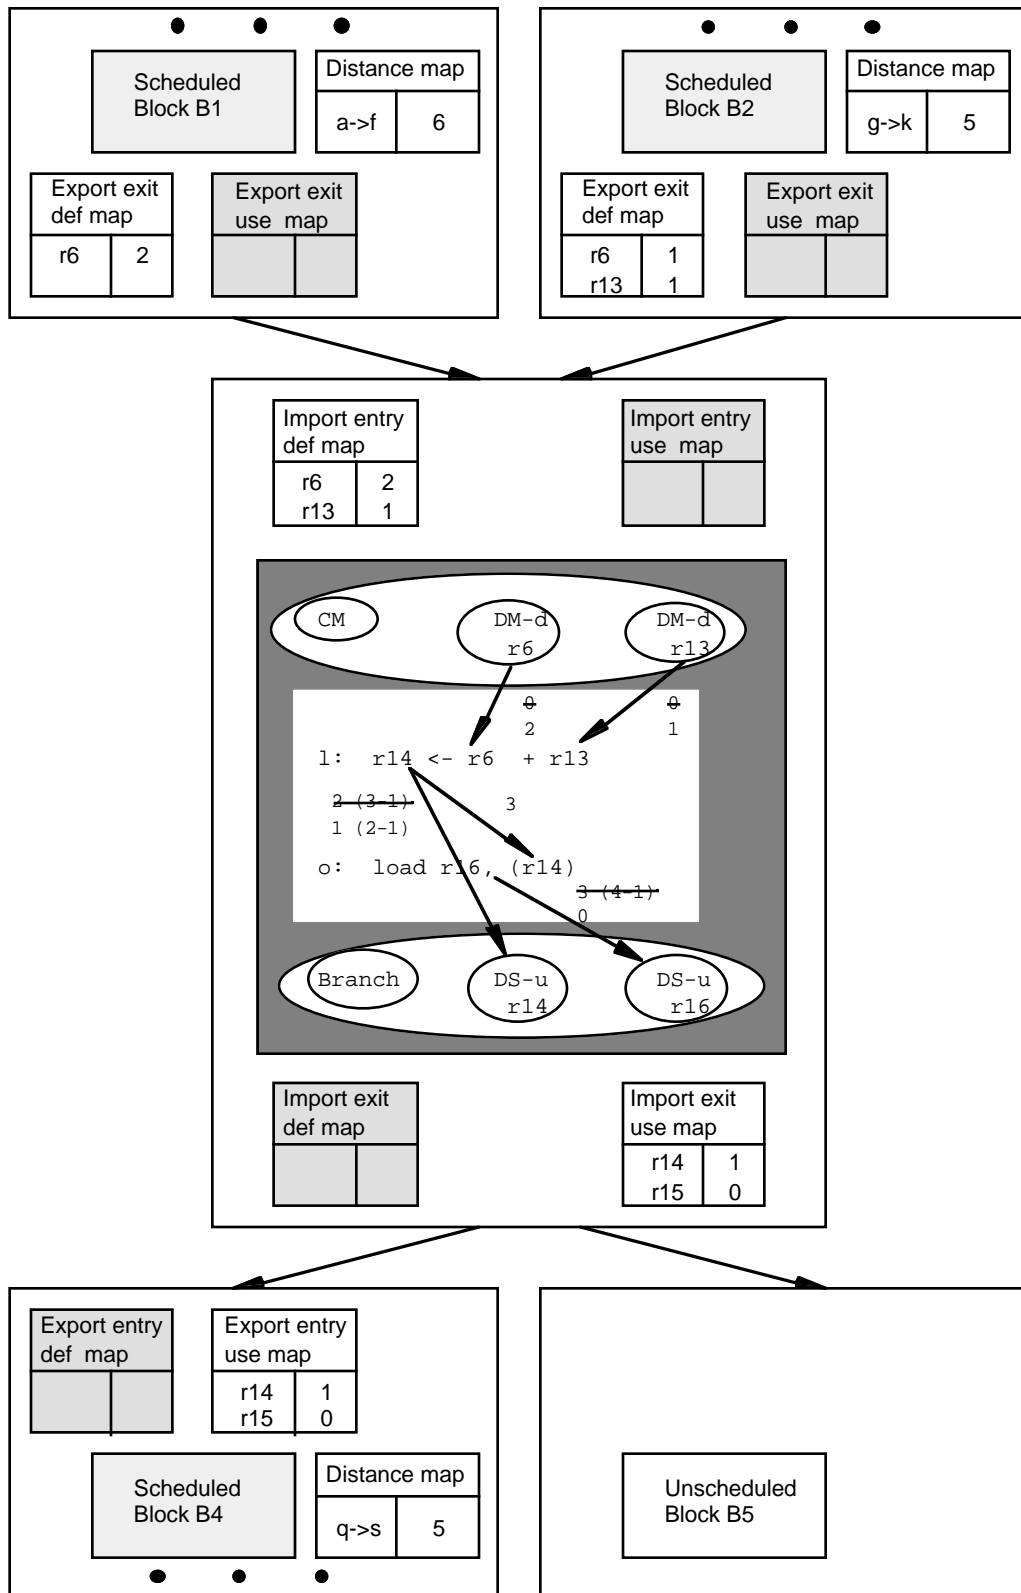 Scheduled
Block B1
Distance map
a->f 6
Export exit
def map
r6 2
Export exit
use map
Scheduled
Block B2
Distance map
g->k 5
Export exit
def map
r6 1
r13 1
Export exit
use map
Import entry
def map
r6 2
r13 1
Import entry
use map
CM
DM-d
r6
DM-d
r13
0 0
2 1
l: r14 <- r6 + r13
2 (3-1) 3
1 (2-1)
o: load r16, (r14)
3 (4-1)
0
Branch
DS-u
r14
DS-u
r16
Import exit
def map
Import exit
use map
r14 1
r15 0
Export entry
def map
Export entry
use map
r14 1
r15 0
Scheduled
Block B4
Distance map
q->s 5
Unscheduled
Block B5